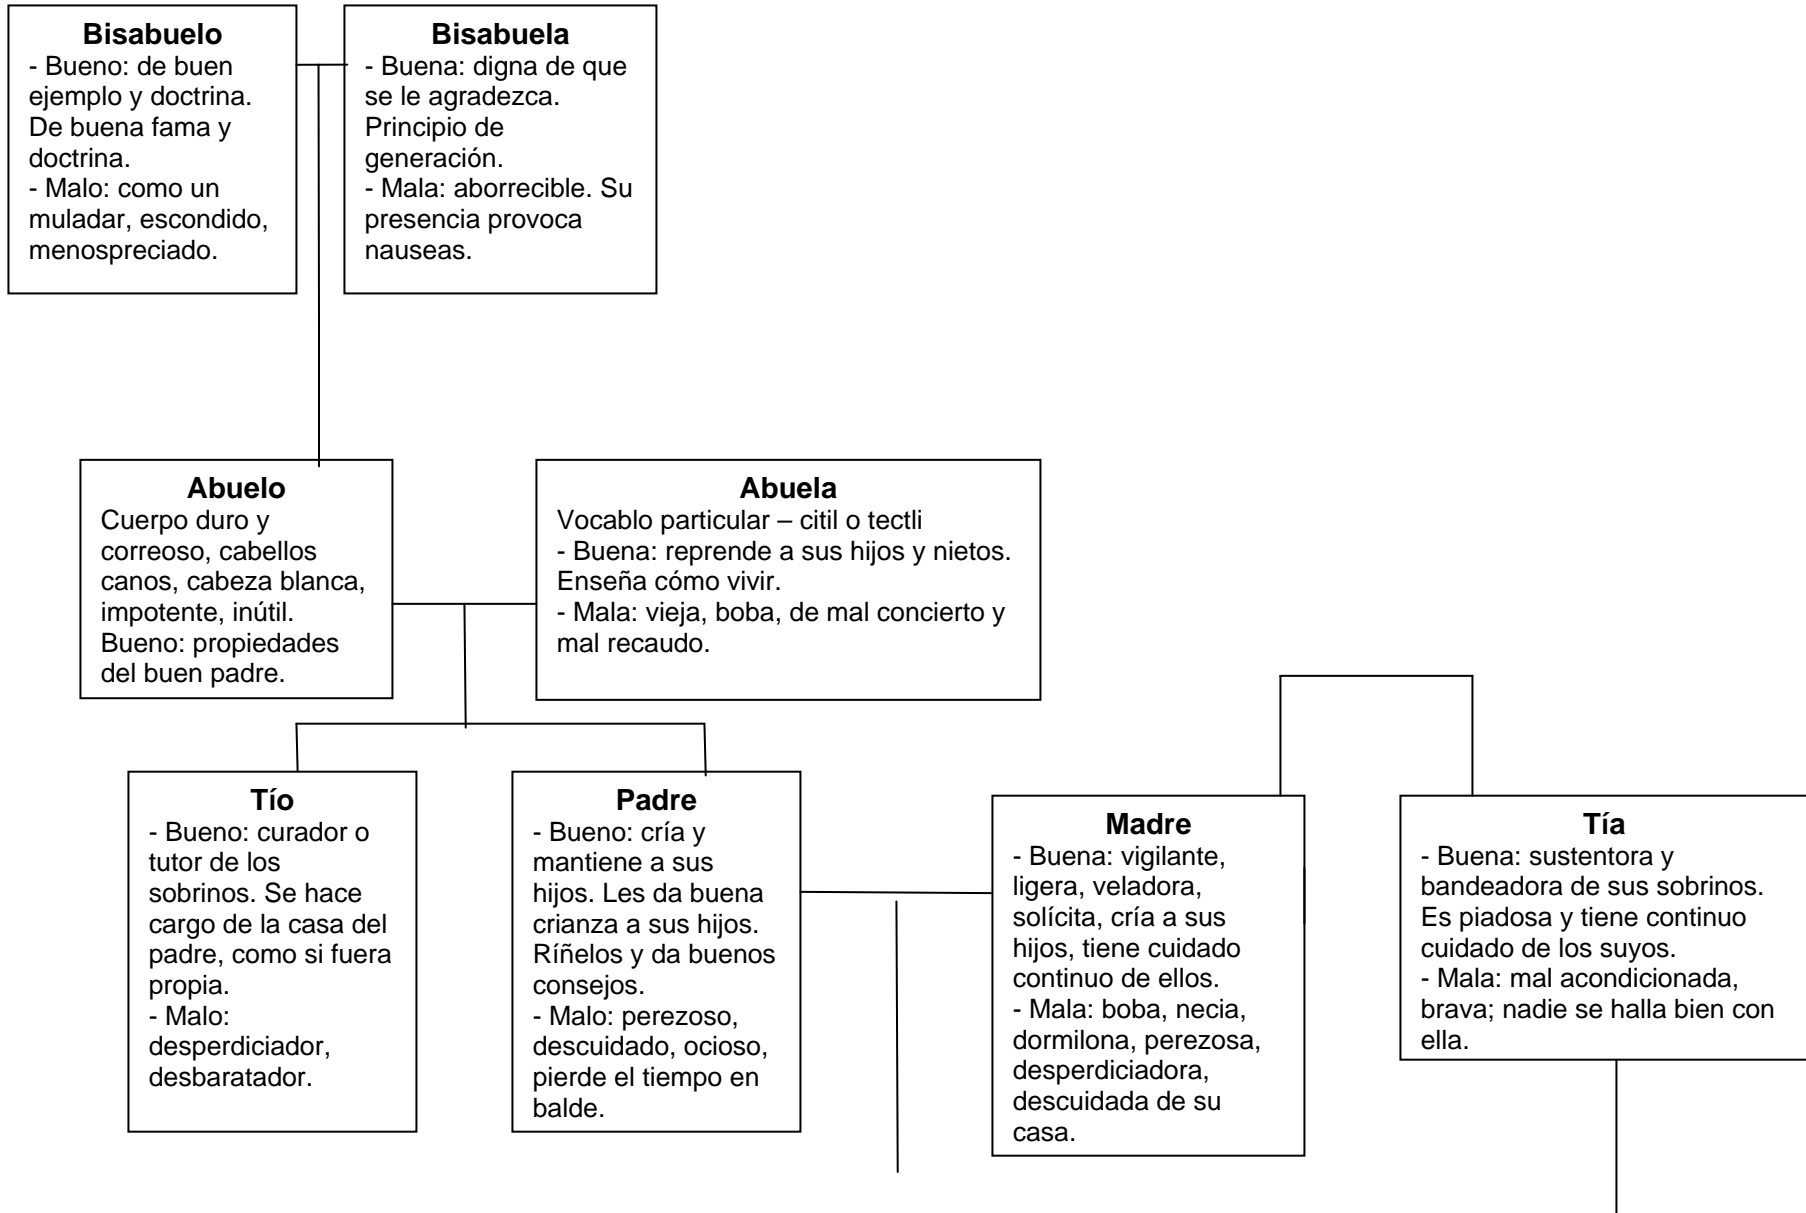 Bisabuelo
- Bueno: de buen
ejemplo y doctrina.
De buena fama y
doctrina.
- Malo: como un
muladar, escondido,
menospreciado.
Bisabuela
- Buena: digna de que
se le agradezca.
Principio de
generación.
- Mala: aborrecible. Su
presencia provoca
nauseas.
Abuelo
Cuerpo duro y
correoso, cabellos
canos, cabeza blanca,
impotente, inútil.
Bueno: propiedades
del buen padre.
Abuela
Vocablo particular – citil o tectli
- Buena: reprende a sus hijos y nietos.
Enseña cómo vivir.
- Mala: vieja, boba, de mal concierto y
mal recaudo.
Tío
- Bueno: curador o
tutor de los
sobrinos. Se hace
cargo de la casa del
padre, como si fuera
propia.
- Malo:
desperdiciador,
desbaratador.
Padre
- Bueno: cría y
mantiene a sus
hijos. Les da buena
crianza a sus hijos.
Ríñelos y da buenos
consejos.
- Malo: perezoso,
descuidado, ocioso,
pierde el tiempo en
balde.
Madre
- Buena: vigilante,
ligera, veladora,
solícita, cría a sus
hijos, tiene cuidado
continuo de ellos.
- Mala: boba, necia,
dormilona, perezosa,
desperdiciadora,
descuidada de su
casa.
Tía
- Buena: sustentora y
bandeadora de sus sobrinos.
Es piadosa y tiene continuo
cuidado de los suyos.
- Mala: mal acondicionada,
brava; nadie se halla bien con
ella.